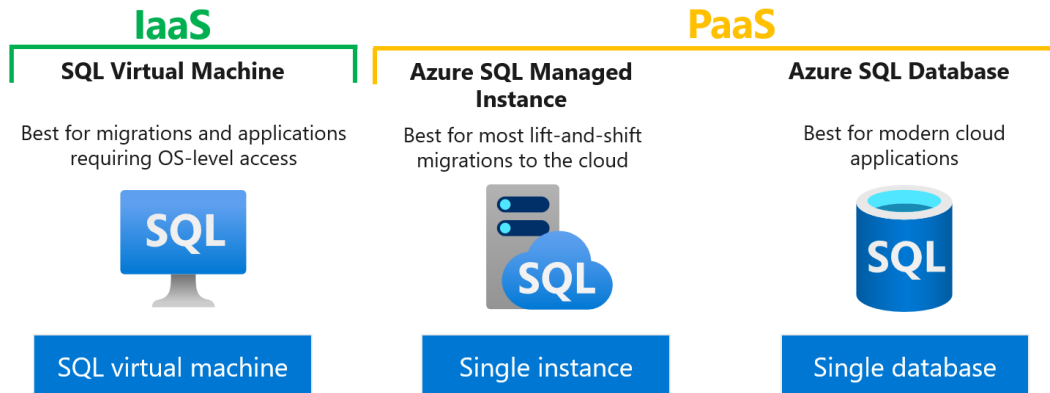 IaaS
PaaS
SQL Virtual Machine
Azure SQL Managed
Instance
Azure SQL Database
Best for migrations and applications
requiring OS-level access
Best for most lift-and-shift
migrations to the cloud
Best for modern cloud
applications
SQL
SQL
SQL
SQL virtual machine
Single instance
Single database